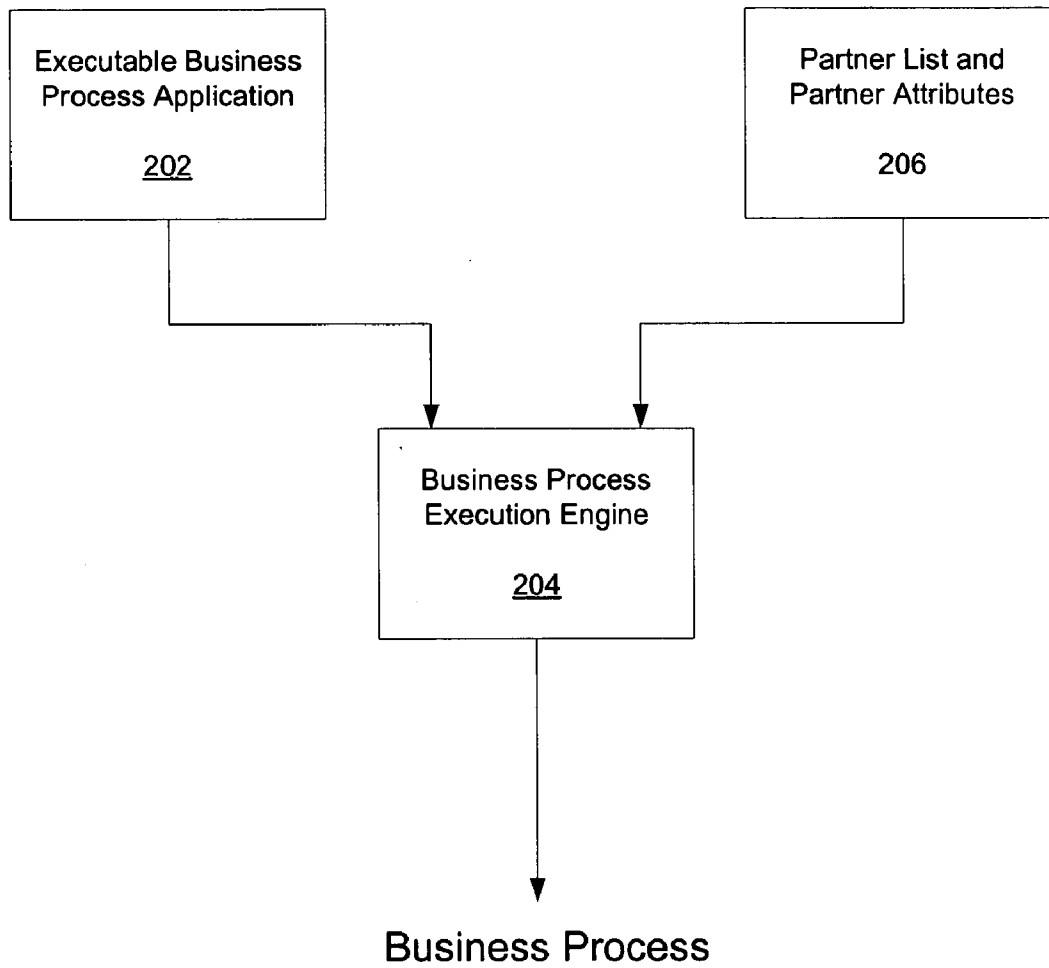 Executable Business
Process Application
202
Partner List and
Partner Attributes
206
Business Process
Execution Engine
204
Business Process